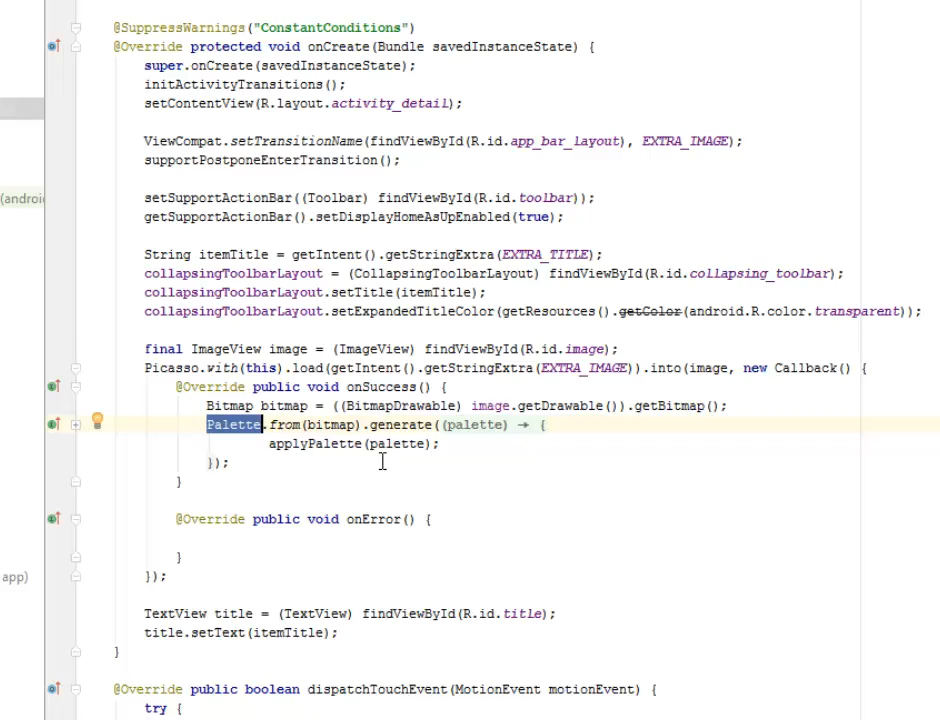 @SuppressWarnings("ConstantConditions")
@Override protected void onCreate(Bundle savedInstanceState) {
super.onCreate(savedInstanceState);
initActivityTransitions();
setContentView(R.layout.activity_detail);
ViewCompat.setTransitionName(findViewById(R.id.app_bar_layout), EXTRA_IMAGE);
supportPostponeEnterTransition();
(android
setSupportActionBar((Toolbar) findViewById(R.id.toolbar));
getSupportActionBar().setDisplayHomeAsUpEnabled(true);
String itemTitle = getIntent().getStringExtra(EXTRA_TITLE);
collapsingToolbarLayout = (CollapsingToolbarLayout) findViewById(R.id.collapsing_toolbar);
collapsingToolbarLayout.setTitle(itemTitle);
collapsingToolbarLayout.setExpandedTitleColor(getResources().getColor(android.R.color.transparent));
final ImageView image = (ImageView) findViewById(R.id.image);
Picasso.with(this).load(getIntent().getStringExtra(EXTRA_IMAGE)).into(image, new Callback() {
@Override public void onSuccess() {
Bitmap bitmap = ((BitmapDrawable) image.getDrawable()).getBitmap();
Palette.from(bitmap).generate((palette) → {
applyPalette(palette);
});
}
@Override public void onError() {
}
app)
});
TextView title = (TextView) findViewById(R.id.title);
title.setText(itemTitle);
}
@Override public boolean dispatchTouchEvent(MotionEvent motionEvent) {
try {